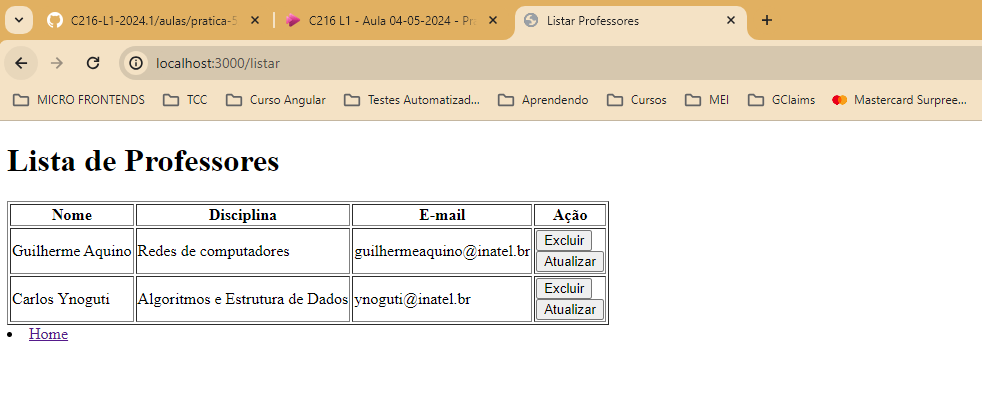 C216-L1-2024.1/aulas/pratica-5
C216 L1 - Aula 04-05-2024 - Pr
Listar Professores
localhost:3000/listar
MICRO FRONTENDS
TCC
Curso Angular
Testes Automatizad...
Aprendendo
Cursos
MEI
GClaims
Mastercard Surpree...
Lista de Professores
Nome Disciplina E-mail Ação
Guilherme Aquino Redes de computadores guilhermeaquino@inatel.br Excluir
Atualizar
Carlos Ynoguti Algoritmos e Estrutura de Dados ynoguti@inatel.br Excluir
Atualizar
Home